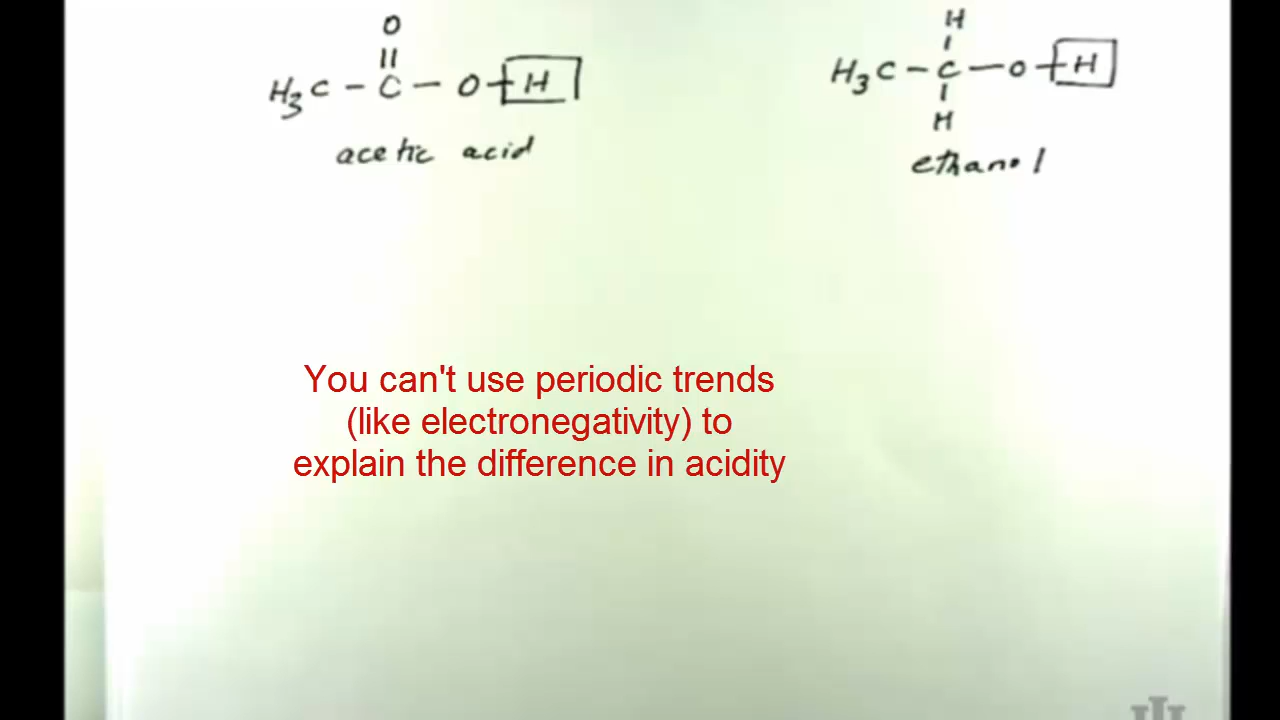 O H
H₃C - C - O - H H₃C - C - O - H
H
acetic acid ethanol
You can't use periodic trends
(like electronegativity) to
explain the difference in acidity